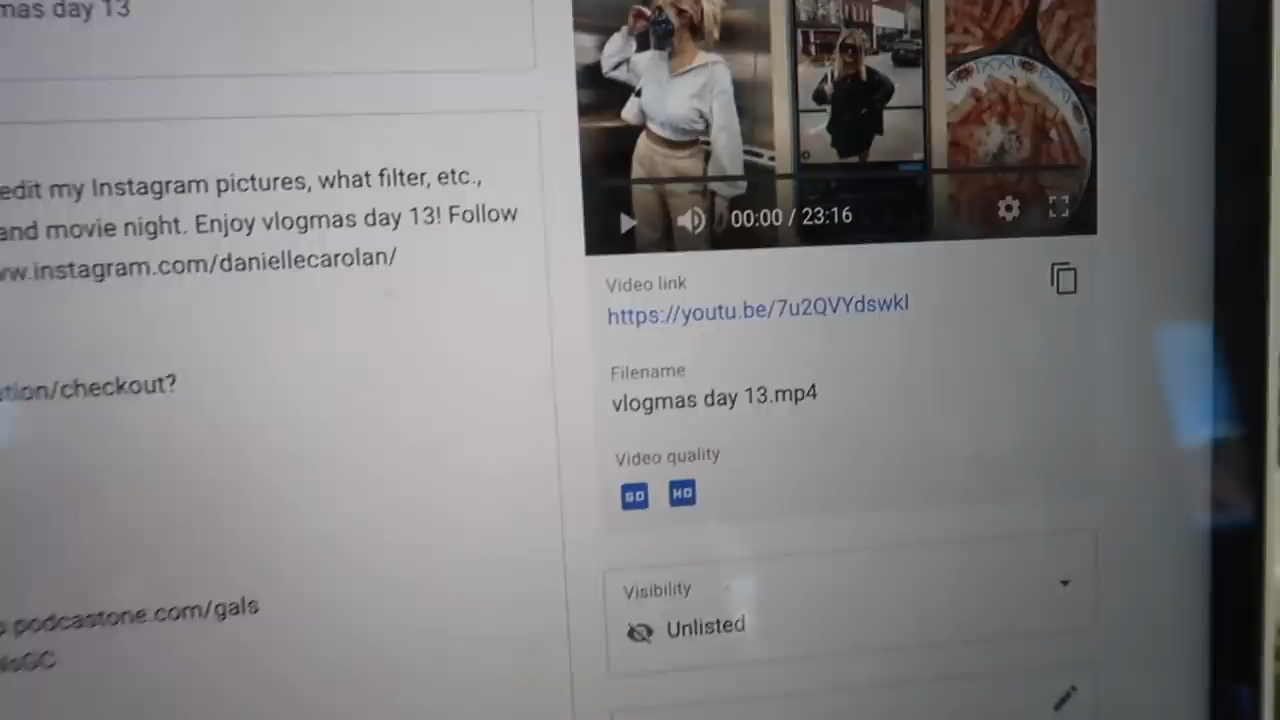 mas day 13
edit my Instagram pictures, what filter, etc.,
and movie night. Enjoy vlogmas day 13! Follow
ww.instagram.com/daniellecarolan/
tion/checkout?
podcastone.com/gals
00:00 / 23:16
Video link
https://youtu.be/7u2QVYdswkI
Filename
vlogmas day 13.mp4
Video quality
SD HD
Visibility
Unlisted